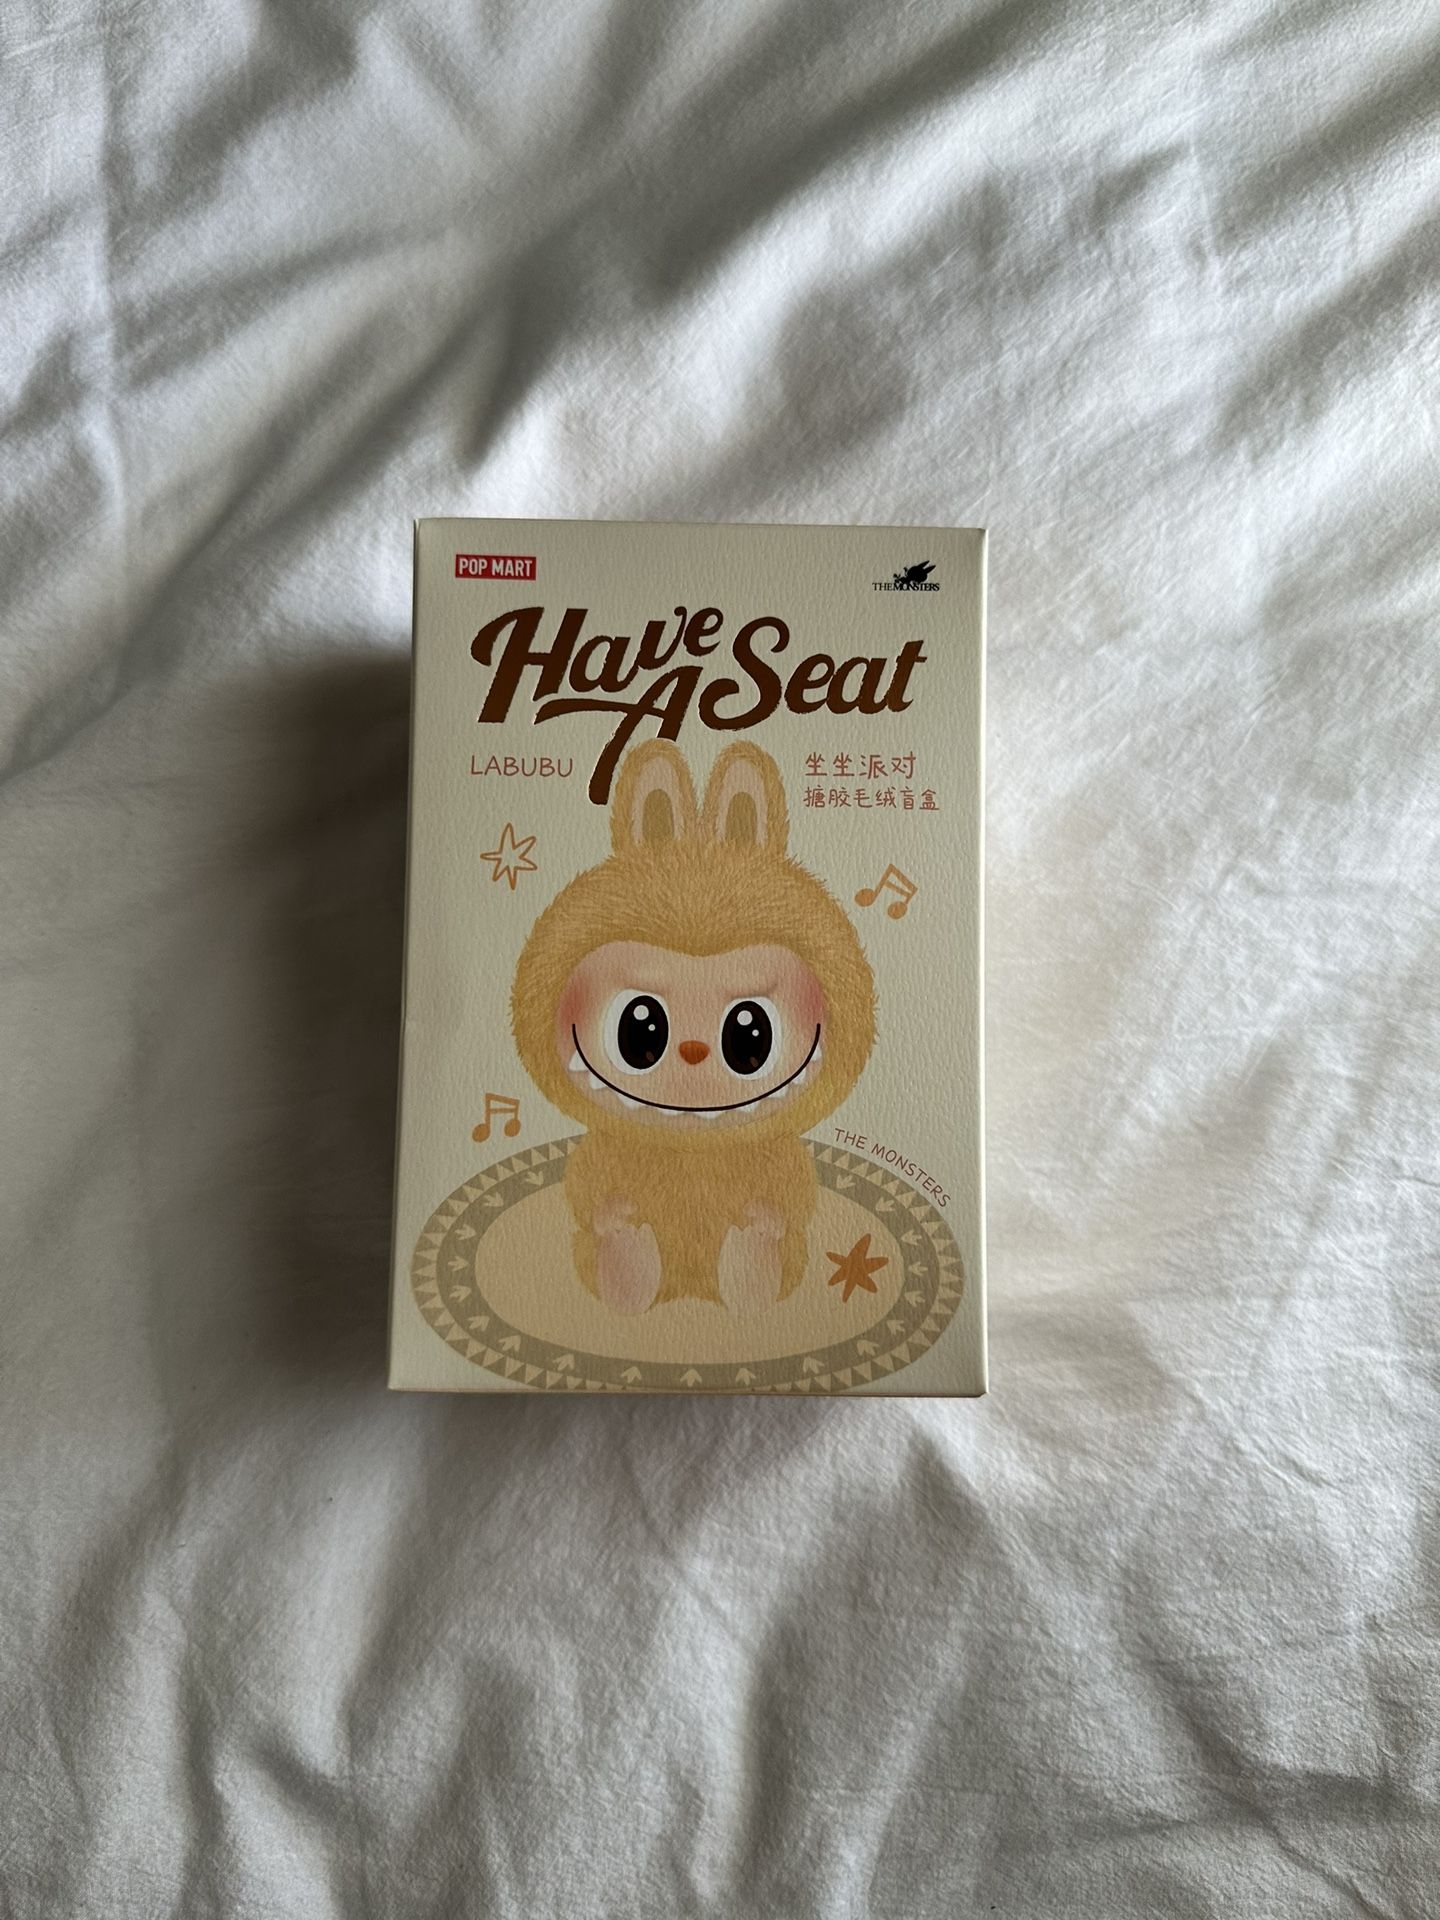 POP MART
THE MONSTERS
Have A Seat
LABUBU
坐坐派对
搪胶毛绒盲盒
THE MONSTERS